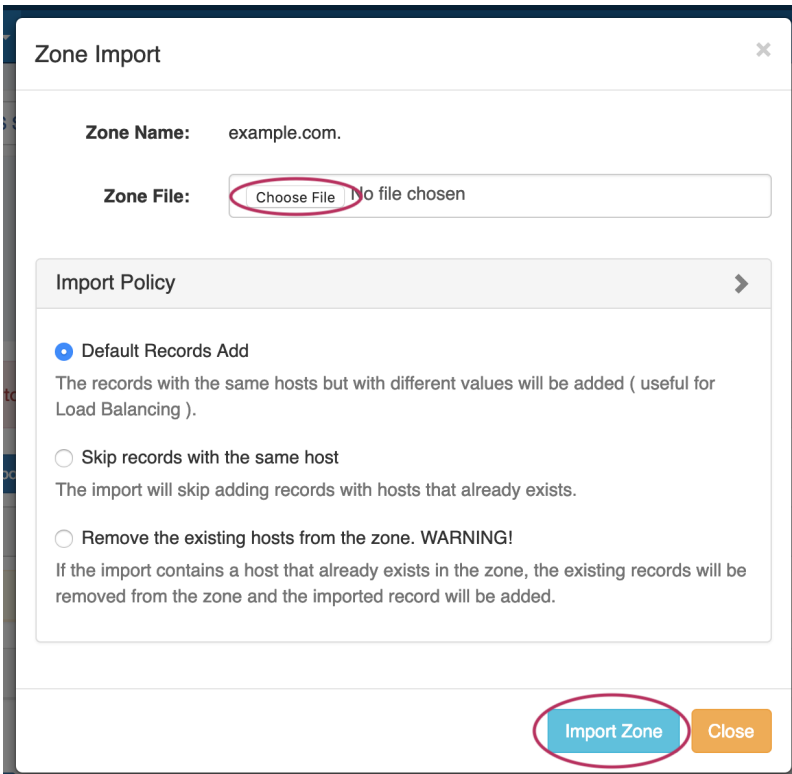 Zone Import ×
Zone Name: example.com.
Zone File: Choose File No file chosen
Import Policy
Default Records Add
The records with the same hosts but with different values will be added ( useful for
Load Balancing ).
Skip records with the same host
The import will skip adding records with hosts that already exists.
Remove the existing hosts from the zone. WARNING!
If the import contains a host that already exists in the zone, the existing records will be
removed from the zone and the imported record will be added.
Import Zone Close